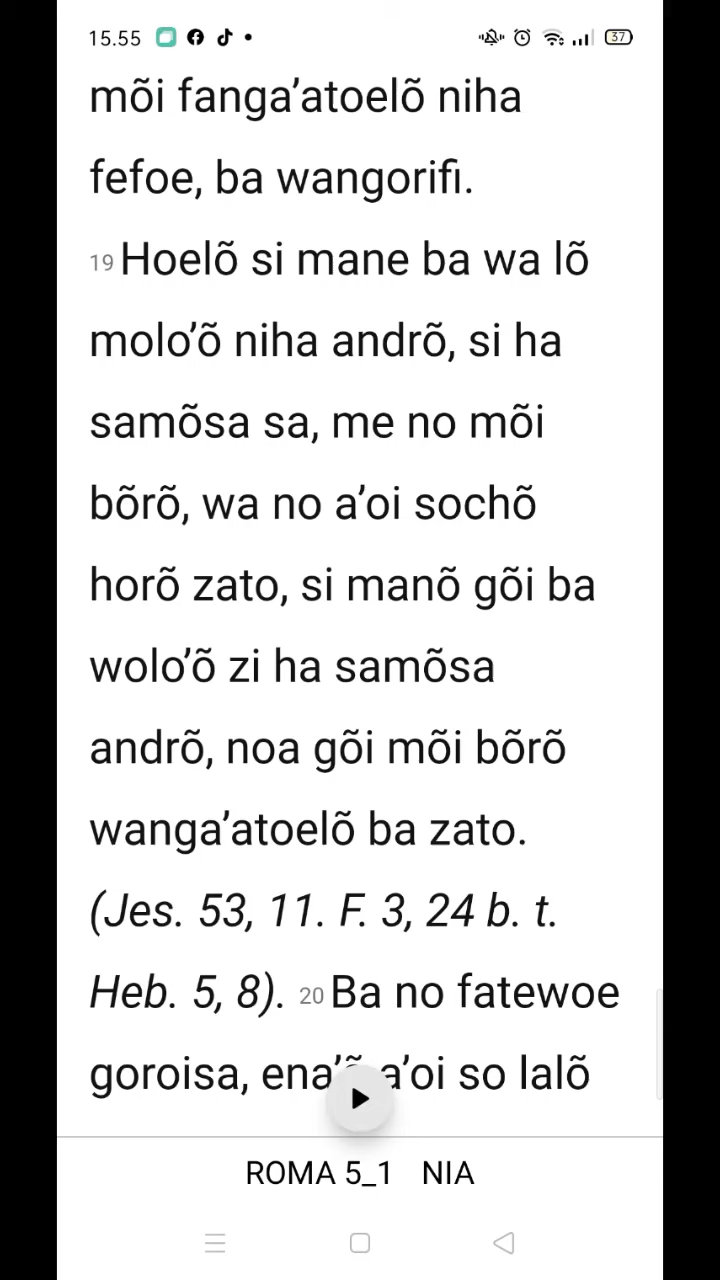 15.55
37
mõi fanga’atoelõ niha
fefoe, ba wangorifi.
19 Hoelõ si mane ba wa lõ
molo’õ niha andrõ, si ha
samõsa sa, me no mõi
bõrõ, wa no a’oi sochõ
horõ zato, si manõ gõi ba
wolo’õ zi ha samõsa
andrõ, noa gõi mõi bõrõ
wanga’atoelõ ba zato.
(Jes. 53, 11. F. 3, 24 b. t.
Heb. 5, 8). 20 Ba no fatewoe
goroisa, ena’õ a’oi so lalõ
ROMA 5_1 NIA